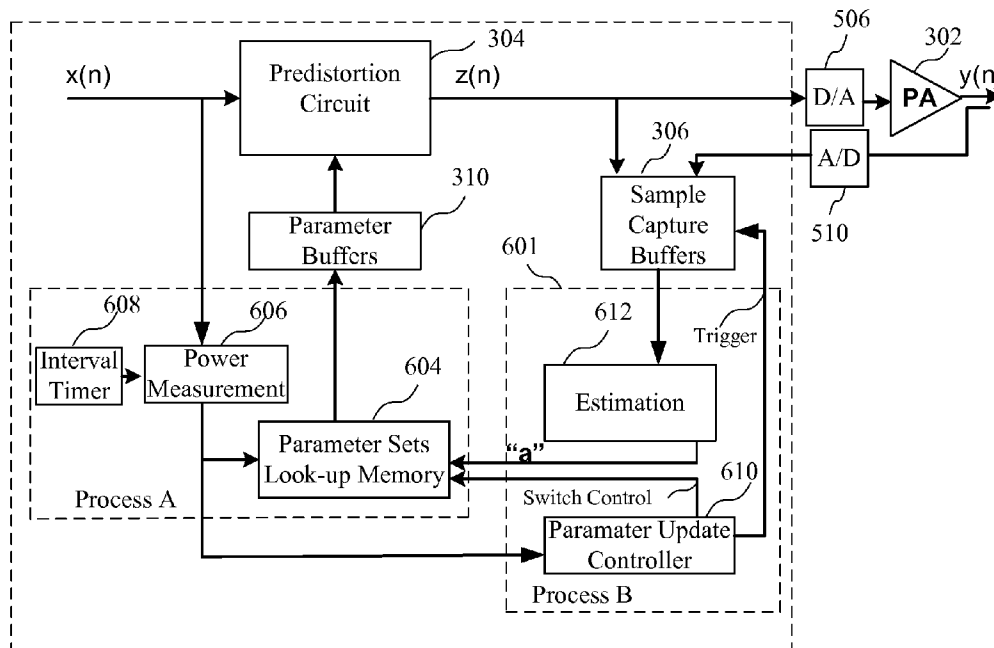 304
506
302
x(n)
Predistortion
Circuit
z(n)
D/A
PA
y(n
306
A/D
310
Sample
Capture
Buffers
510
Parameter
Buffers
601
608
606
612
Trigger
Interval
Timer
Power
Measurement
604
Estimation
Parameter Sets
Look-up Memory
"a"
Process A
Switch Control
610
Paramater Update
Controller
Process B